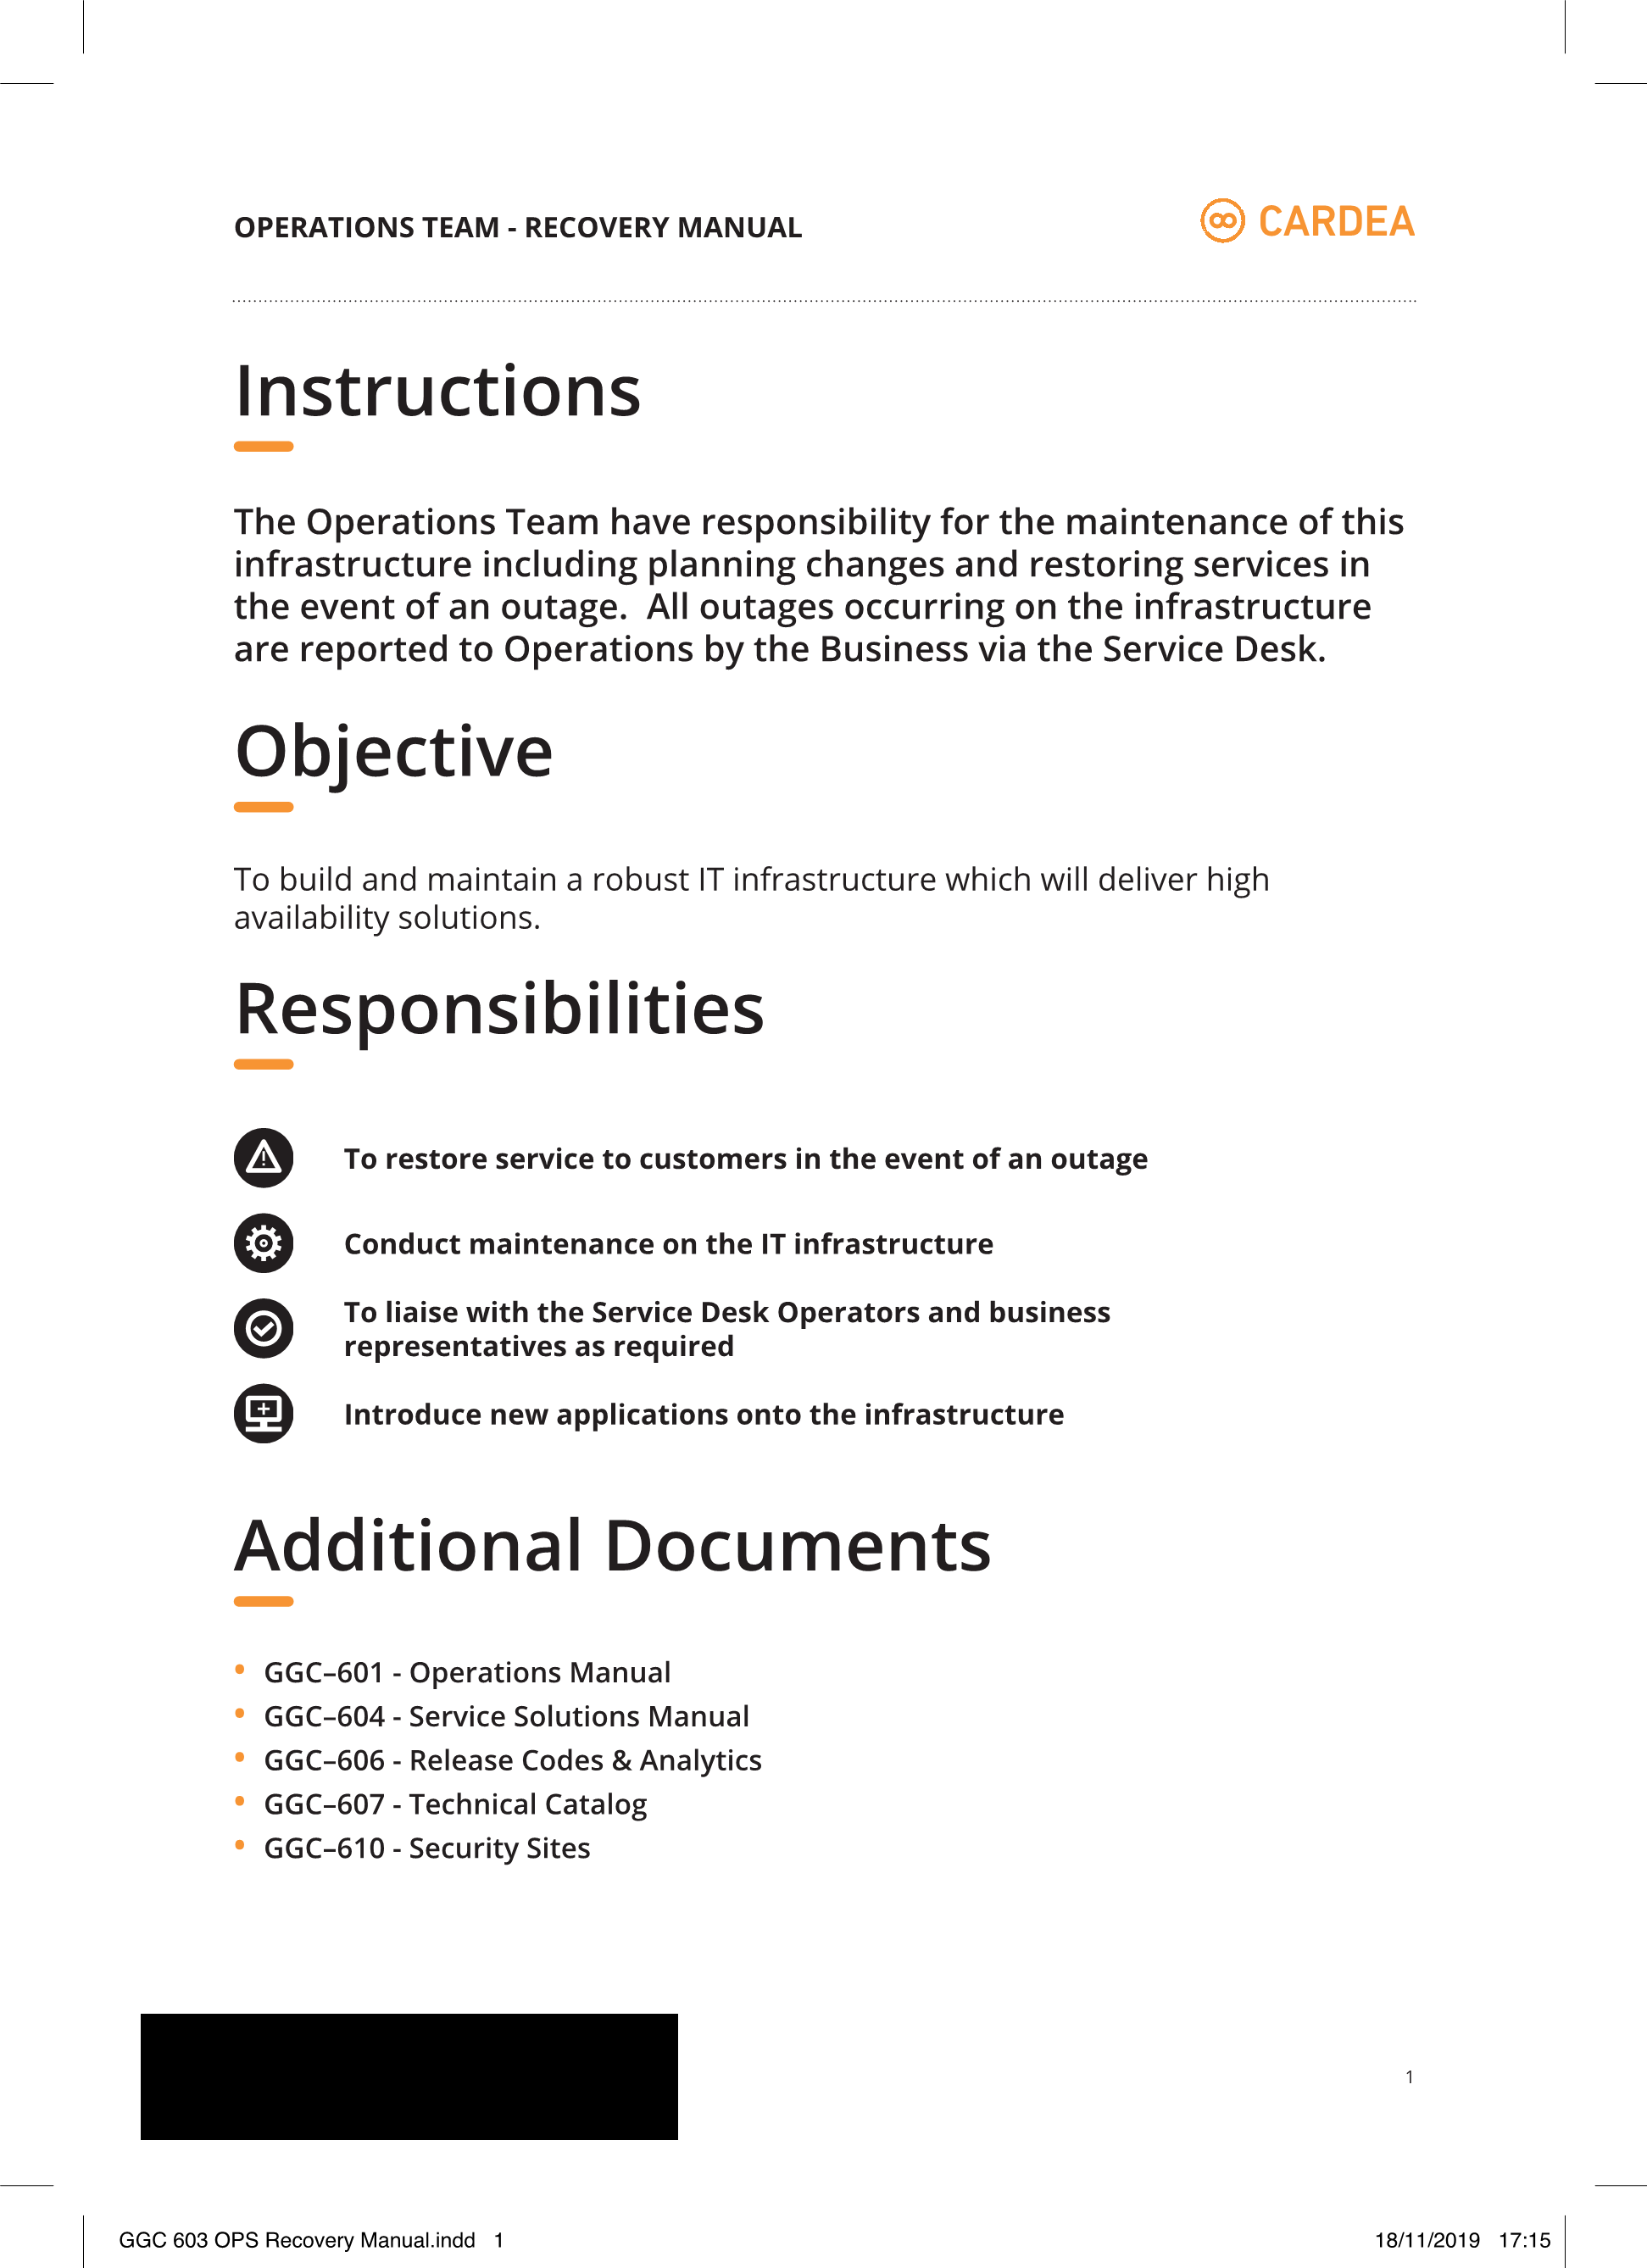 OPERATIONS TEAM - RECOVERY MANUAL
CARDEA
Instructions
The Operations Team have responsibility for the maintenance of this
infrastructure including planning changes and restoring services in
the event of an outage.  All outages occurring on the infrastructure
are reported to Operations by the Business via the Service Desk.
Objective
To build and maintain a robust IT infrastructure which will deliver high
availability solutions.
Responsibilities
To restore service to customers in the event of an outage
Conduct maintenance on the IT infrastructure
To liaise with the Service Desk Operators and business
representatives as required
Introduce new applications onto the infrastructure
Additional Documents
• GGC–601 - Operations Manual
• GGC–604 - Service Solutions Manual
• GGC–606 - Release Codes & Analytics
• GGC–607 - Technical Catalog
• GGC–610 - Security Sites
1
GGC 603 OPS Recovery Manual.indd   1
18/11/2019   17:15